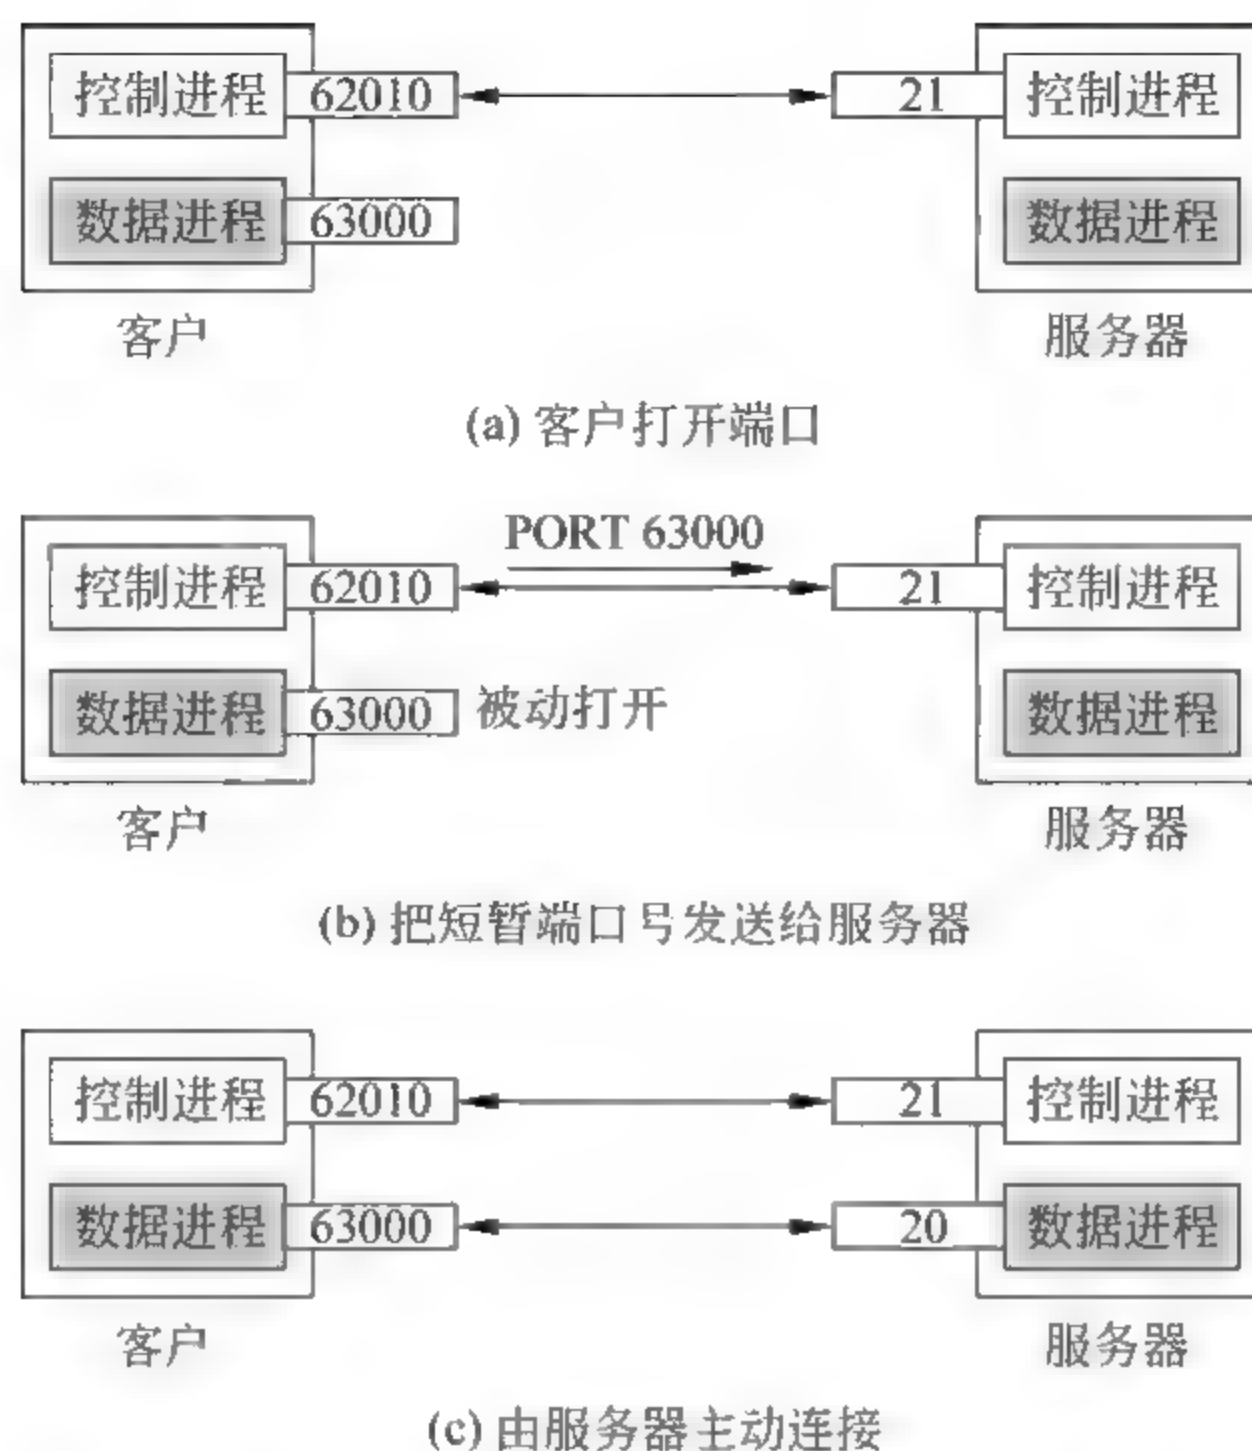 控制进程 62010 21 控制进程
数据进程 63000 数据进程
客户 服务器
(a) 客户打开端口
PORT 63000
控制进程 62010 21 控制进程
数据进程 63000 被动打开 数据进程
客户 服务器
(b) 把短暂端口号发送给服务器
控制进程 62010 21 控制进程
数据进程 63000 20 数据进程
客户 服务器
(c) 由服务器主动连接